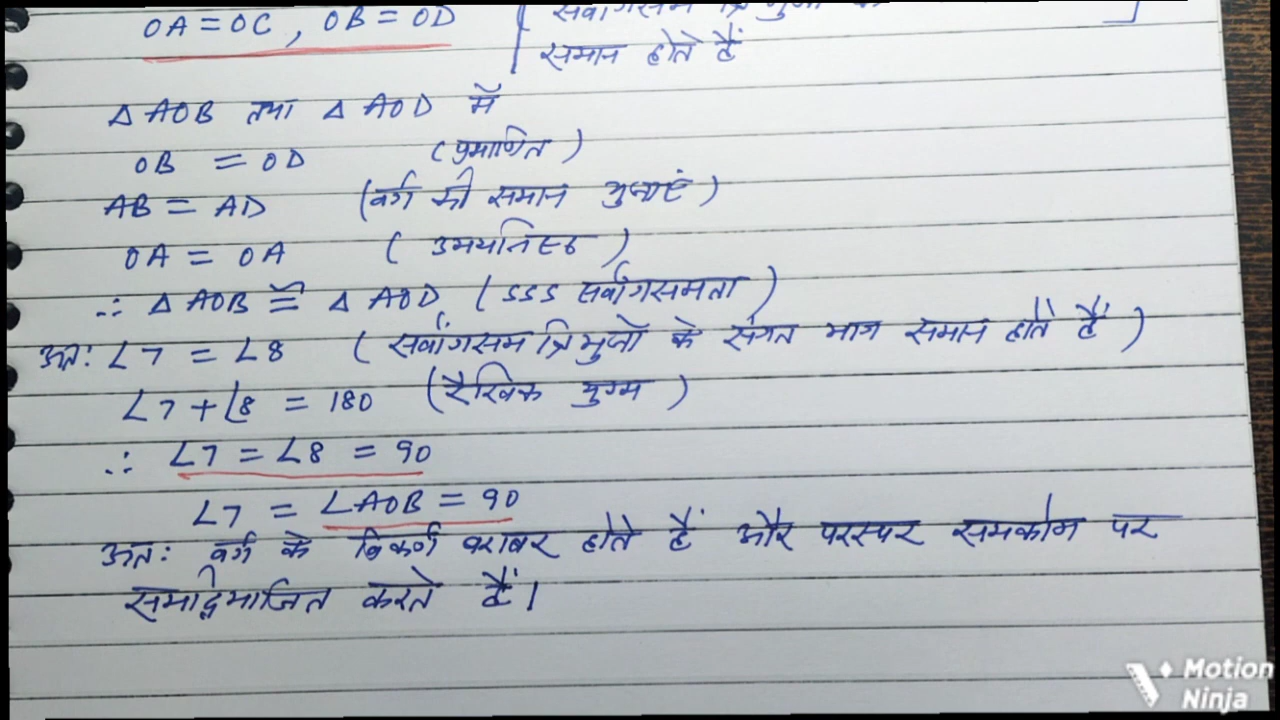 OA = OC , OB = OD
सर्वांगसम
समान होते हैं
△ AOB तथा △ AOD में
OB = OD (प्रमाणित)
AB = AD (वर्ग की समान भुजाएं)
OA = OA (उभयनिष्ठ)
∴ △ AOB ≅ △ AOD (SSS सर्वांगसमता)
अतः ∠7 = ∠8 (सर्वांगसम त्रिभुजों के संगत भाग समान होते हैं)
∠7 + ∠8 = 180 (रैखिक युग्म)
∴ ∠7 = ∠8 = 90
∠7 = ∠AOB = 90
अतः वर्ग के विकर्ण बराबर होते हैं और परस्पर समकोण पर
समद्विभाजित करते हैं।
Motion
Ninja